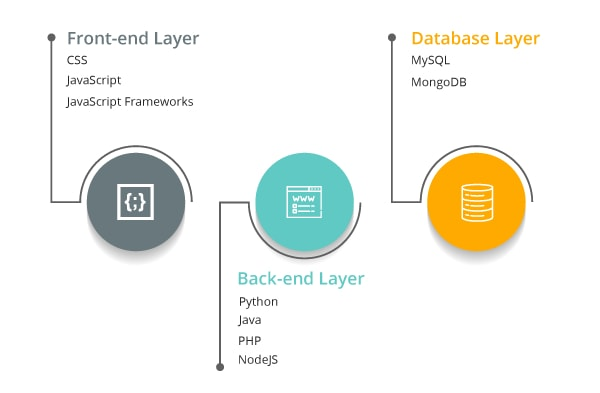 Front-end Layer
CSS
JavaScript
JavaScript Frameworks
{;}
WWW
Back-end Layer
Python
Java
PHP
NodeJS
Database Layer
MySQL
MongoDB